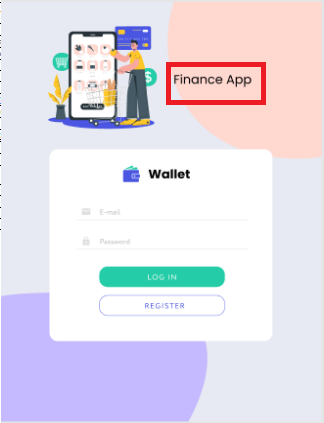 Finance App
Wallet
E-mail
Password
LOG IN
REGISTER